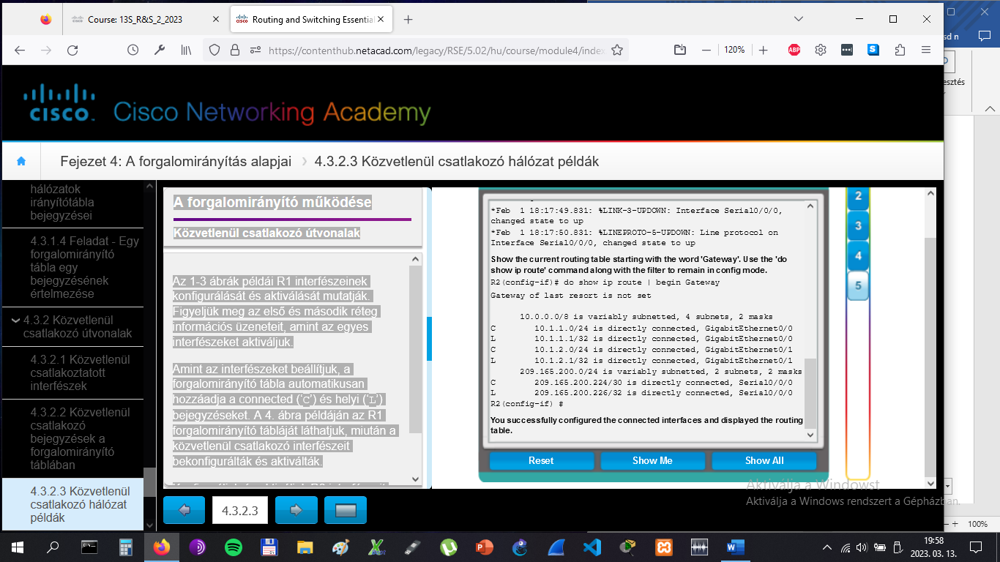 Course: 13S_R&S_2_2023
Routing and Switching Essential
https://contenthub.netacad.com/legacy/RSE/5.02/hu/course/module4/index
120%
ABP
S
sd n
esztés
cisco
Cisco Networking Academy
Fejezet 4: A forgalomirányítás alapjai
4.3.2.3 Közvetlenül csatlakozó hálózat példák
hálózatok
irányítótábla
bejegyzései
4.3.1.4 Feladat - Egy
forgalomirányító
tábla egy
bejegyzésének
értelmezése
4.3.2 Közvetlenül
csatlakozó útvonalak
4.3.2.1 Közvetlenül
csatlakoztatott
interfészek
4.3.2.2 Közvetlenül
csatlakozó
bejegyzések a
forgalomirányító
táblában
4.3.2.3 Közvetlenül
csatlakozó hálózat
példák
A forgalomirányító működése
Közvetlenül csatlakozó útvonalak
Az 1-3 ábrák példái R1 interfészeinek
konfigurálását és aktiválását mutatják.
Figyeljük meg az első és második réteg
információs üzeneteit, amint az egyes
interfészeket aktiváljuk.
Amint az interfészeket beállítjuk, a
forgalomirányító tábla automatikusan
hozzáadja a connected ('C') és helyi ('L')
bejegyzéseket. A 4. ábra példáján az R1
forgalomirányító tábláját láthatjuk, miután a
közvetlenül csatlakozó interfészeit
bekonfigurálták és aktiválták.
*Feb  1 18:17:49.831: %LINK-3-UPDOWN: Interface Serial0/0/0,
changed state to up
*Feb  1 18:17:50.831: %LINEPROTO-5-UPDOWN: Line protocol on
Interface Serial0/0/0, changed state to up
Show the current routing table starting with the word 'Gateway'. Use the 'do
show ip route' command along with the filter to remain in config mode.
R2(config-if)# do show ip route | begin Gateway
Gateway of last resort is not set
10.0.0.0/8 is variably subnetted, 4 subnets, 2 masks
C 10.1.1.0/24 is directly connected, GigabitEthernet0/0
L 10.1.1.1/32 is directly connected, GigabitEthernet0/0
C 10.1.2.0/24 is directly connected, GigabitEthernet0/1
L 10.1.2.1/32 is directly connected, GigabitEthernet0/1
209.165.200.0/24 is variably subnetted, 2 subnets, 2 masks
C 209.165.200.224/30 is directly connected, Serial0/0/0
L 209.165.200.226/32 is directly connected, Serial0/0/0
R2(config-if) #
You successfully configured the connected interfaces and displayed the routing
table.
Reset
Show Me
Show All
2
3
4
5
4.3.2.3
Aktiválja a Windowst
Aktiválja a Windows rendszert a Gépházban.
100%
19:58
2023. 03. 13.